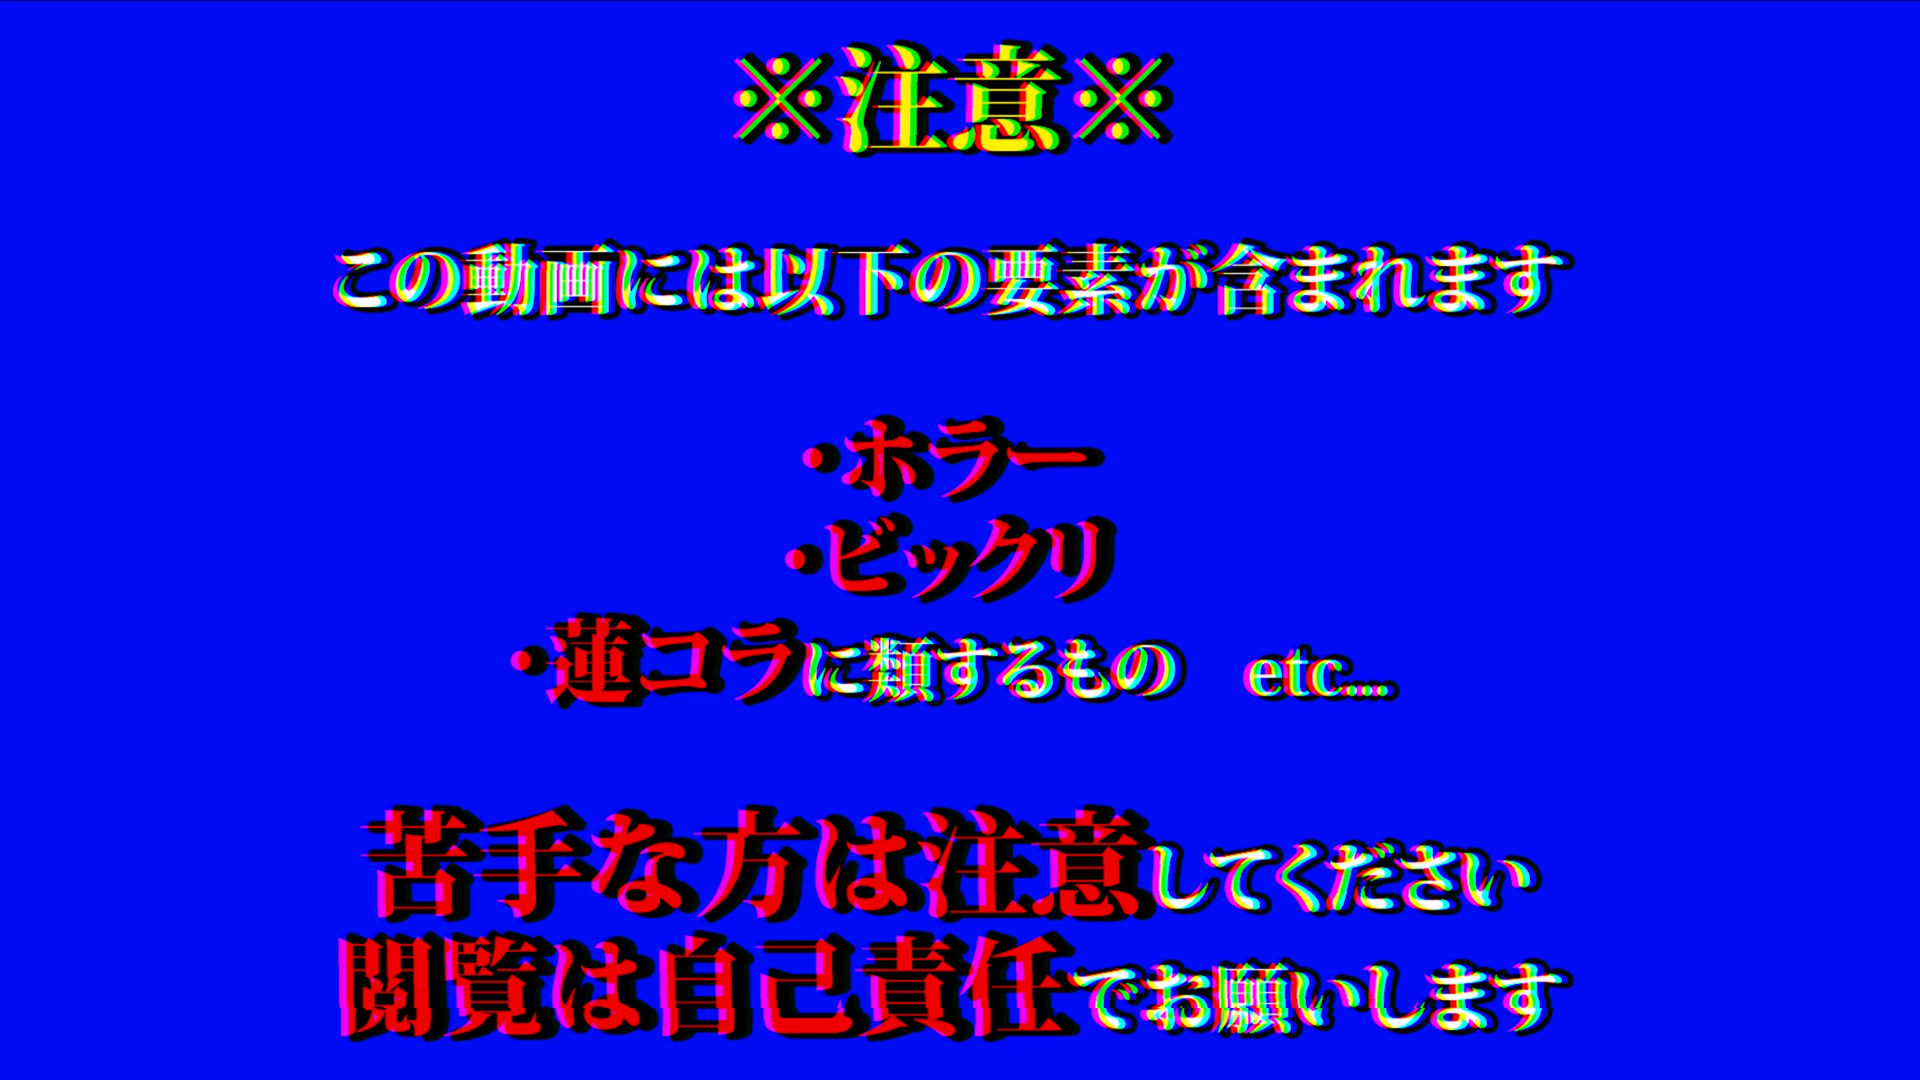 ※注意※
この動画には以下の要素が含まれます
・ホラー
・ビックリ
・蓮コラに類するもの　etc....
苦手な方は注意してください
閲覧は自己責任でお願いします